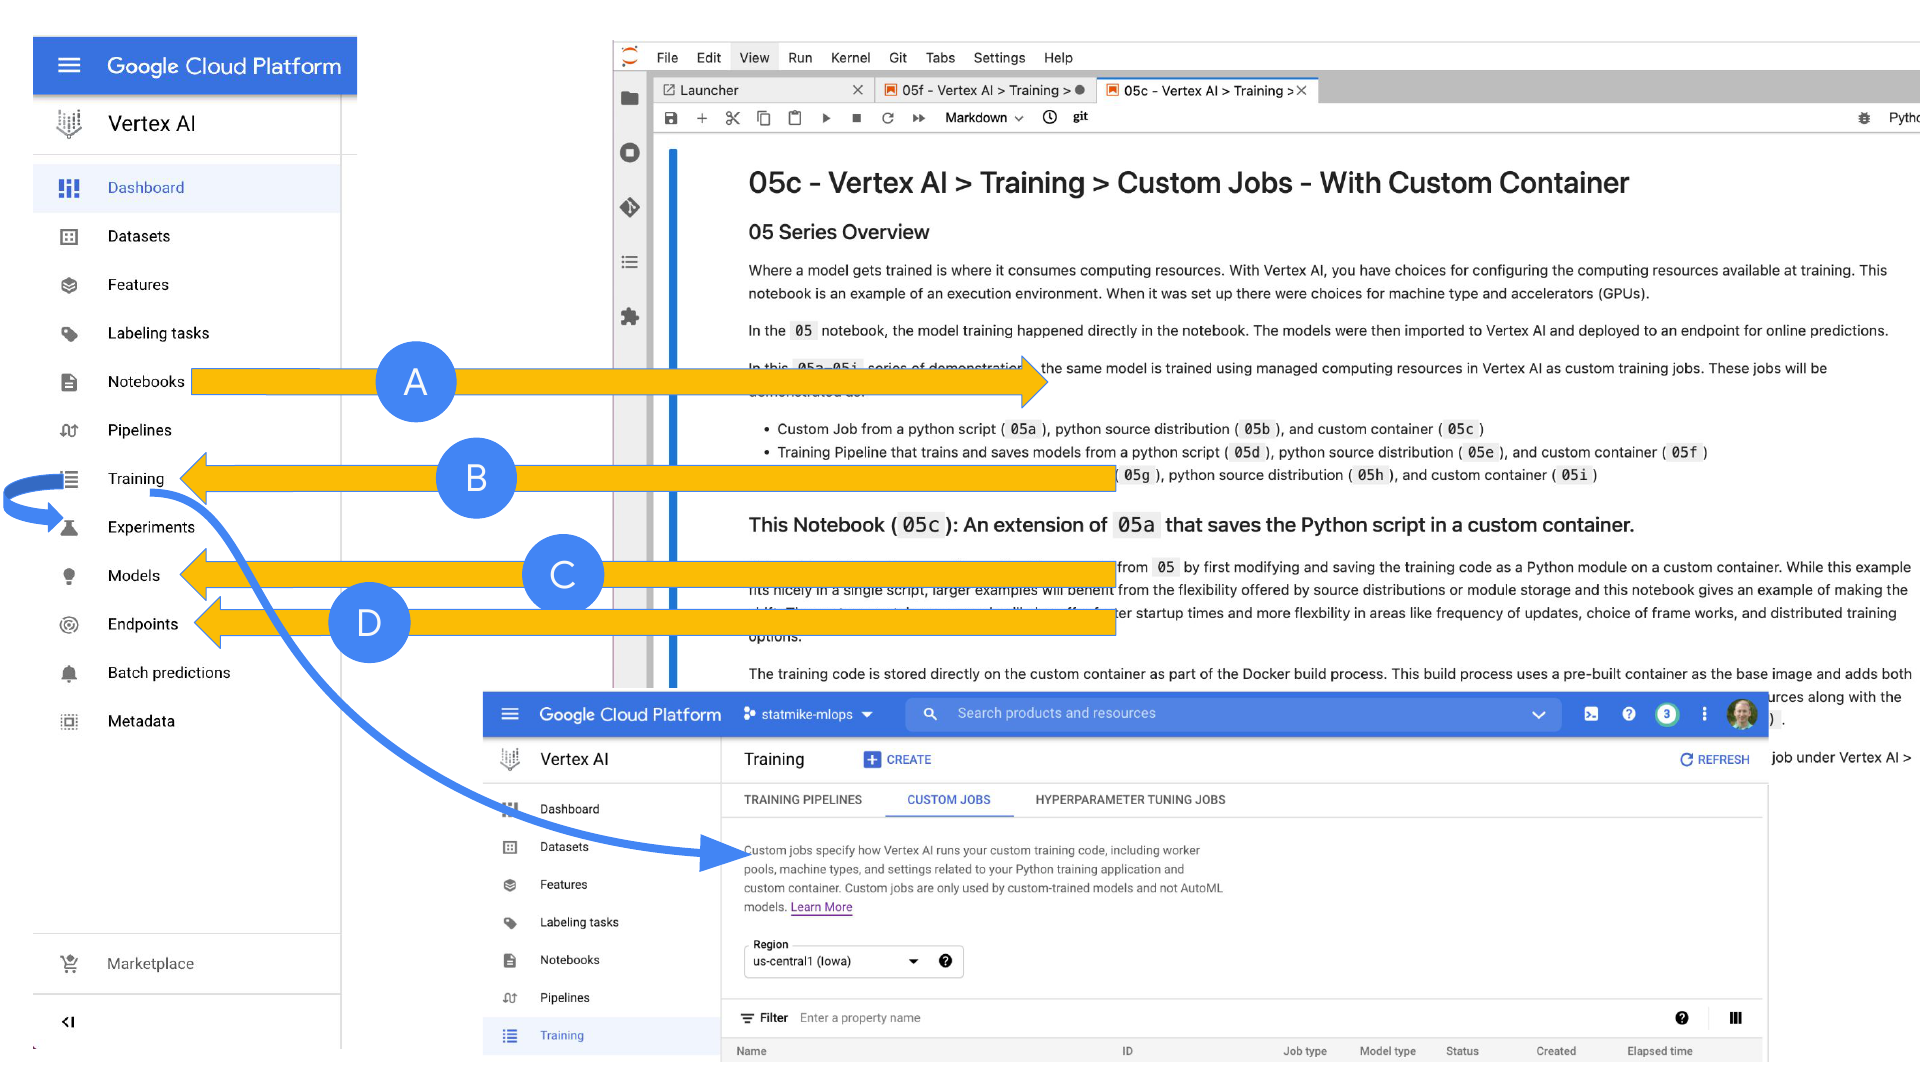 Google Cloud Platform
Vertex AI
Dashboard
Datasets
Features
Labeling tasks
Notebooks
Pipelines
Training
Experiments
Models
Endpoints
Batch predictions
Metadata
Marketplace
A
B
C
D
File Edit View Run Kernel Git Tabs Settings Help
Launcher
05f - Vertex AI > Training >
05c - Vertex AI > Training >
Markdown
git
Pytho
05c - Vertex AI > Training > Custom Jobs - With Custom Container
05 Series Overview
Where a model gets trained is where it consumes computing resources. With Vertex AI, you have choices for configuring the computing resources available at training. This
notebook is an example of an execution environment. When it was set up there were choices for machine type and accelerators (GPUs).
In the 05 notebook, the model training happened directly in the notebook. The models were then imported to Vertex AI and deployed to an endpoint for online predictions.
In this 05a-05i series of demonstration the same model is trained using managed computing resources in Vertex AI as custom training jobs. These jobs will be
• Custom Job from a python script ( 05a ), python source distribution ( 05b ), and custom container ( 05c )
• Training Pipeline that trains and saves models from a python script ( 05d ), python source distribution ( 05e ), and custom container ( 05f )
( 05g ), python source distribution ( 05h ), and custom container ( 05i )
This Notebook ( 05c ): An extension of 05a that saves the Python script in a custom container.
from 05 by first modifying and saving the training code as a Python module on a custom container. While this example
fits nicely in a single script, larger examples will benefit from the flexibility offered by source distributions or module storage and this notebook gives an example of making the
startup times and more flexbility in areas like frequency of updates, choice of frame works, and distributed training
options.
The training code is stored directly on the custom container as part of the Docker build process. This build process uses a pre-built container as the base image and adds both
urces along with the
) .
job under Vertex AI >
Google Cloud Platform
statmike-mlops
Search products and resources
3
Vertex AI
Training
CREATE
REFRESH
TRAINING PIPELINES
CUSTOM JOBS
HYPERPARAMETER TUNING JOBS
Dashboard
Datasets
Features
Labeling tasks
Notebooks
Pipelines
Training
Custom jobs specify how Vertex AI runs your custom training code, including worker
pools, machine types, and settings related to your Python training application and
custom container. Custom jobs are only used by custom-trained models and not AutoML
models. Learn More
Region
us-central1 (Iowa)
Filter Enter a property name
Name ID Job type Model type Status Created Elapsed time